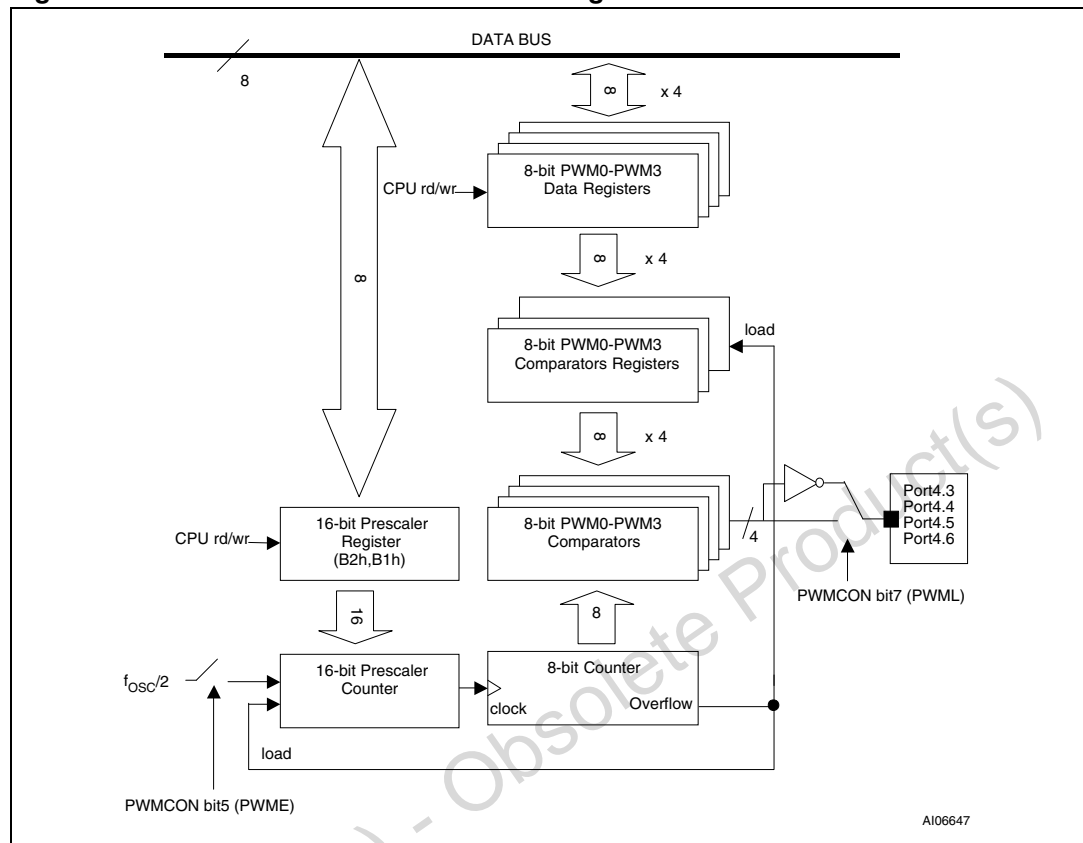 DATA BUS
8
8
x 4
8-bit PWM0-PWM3
Data Registers
CPU rd/wr
8
8
x 4
load
8-bit PWM0-PWM3
Comparators Registers
8
x 4
8-bit PWM0-PWM3
Comparators
4
Port4.3
Port4.4
Port4.5
Port4.6
PWMCON bit7 (PWML)
CPU rd/wr
16-bit Prescaler
Register
(B2h,B1h)
16
8
fOSC/2
16-bit Prescaler
Counter
8-bit Counter
clock
Overflow
load
PWMCON bit5 (PWME)
AI06647
) - Obsolete Product(s)